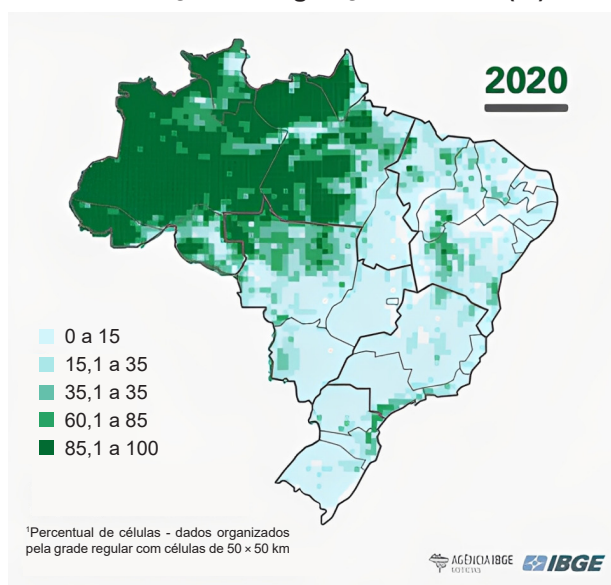 2020
0 a 15
15,1 a 35
35,1 a 35
60,1 a 85
85,1 a 100
¹Percentual de células - dados organizados
pela grade regular com células de 50 × 50 km
AGÊNCIA IBGE
NOTÍCIAS
IBGE